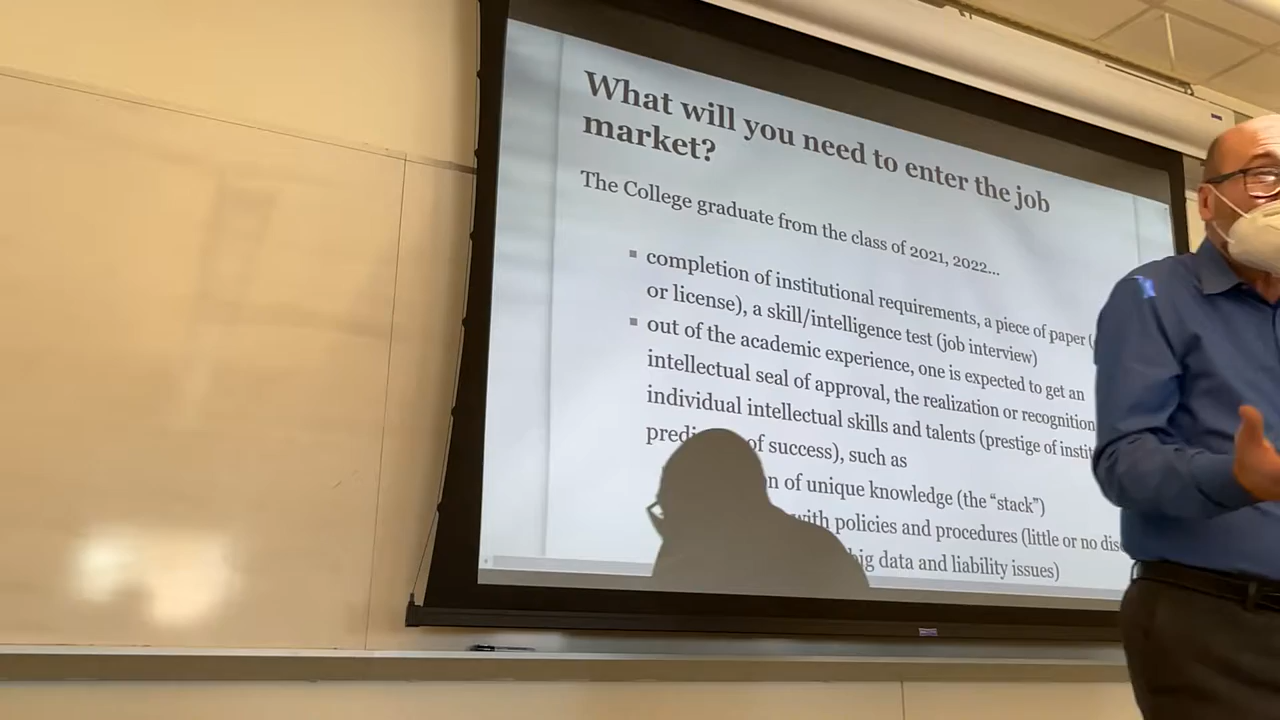 What will you need to enter the job
market?
The College graduate from the class of 2021, 2022...
▪ completion of institutional requirements, a piece of paper (
or license), a skill/intelligence test (job interview)
▪ out of the academic experience, one is expected to get an
intellectual seal of approval, the realization or recognition
individual intellectual skills and talents (prestige of
of success), such as
of unique knowledge (the “stack”)
with policies and procedures (little or no
big data and liability issues)